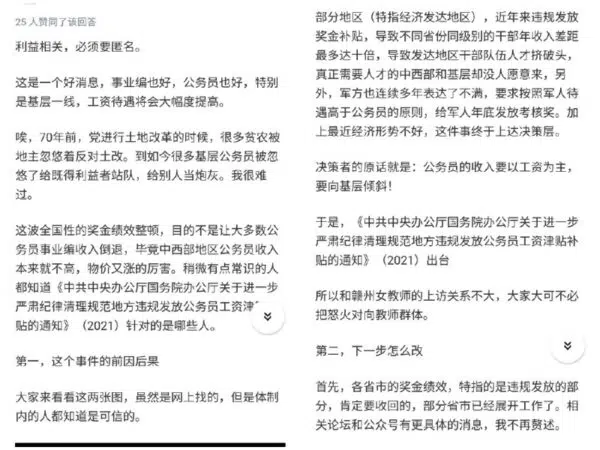 25 人赞同了该回答
利益相关，必须要匿名。
这是一个好消息，事业编也好，公务员也好，特别
是基层一线，工资待遇将会大幅度提高。
唉，70年前，党进行土地改革的时候，很多贫农被
地主忽悠着反对土改。到如今很多基层公务员被忽
悠了给既得利益者站队，给别人当炮灰。我很难
过。
这波全国性的奖金绩效整顿，目的不是让大多数公
务员事业编收入倒退，毕竟中西部地区公务员收入
本来就不高，物价又涨的厉害。稍微有点常识的人
都知道《中共中央办公厅国务院办公厅关于进一步
严肃纪律清理规范地方违规发放公务员工资津
贴的通知》（2021）针对的是哪些人。
第一，这个事件的前因后果
大家来看看这两张图，虽然是网上找的，但是体制
内的人都知道是可信的。
部分地区（特指经济发达地区），近年来违规发放
奖金补贴，导致不同省份同级别的干部年收入差距
最多达十倍，导致发达地区干部队伍人才挤破头，
真正需要人才的中西部和基层却没人愿意来，另
外，军方也连续多年表达了不满，要求按照军人待
遇高于公务员的原则，给军人年底发放考核奖。加
上最近经济形势不好，这件事终于上达决策层。
决策者的原话就是：公务员的收入要以工资为主，
要向基层倾斜！
于是，《中共中央办公厅国务院办公厅关于进一步
严肃纪律清理规范地方违规发放公务员工资津贴补
贴的通知》（2021）出台
所以和赣州女教师的上访关系不大，大家大可不必
把怒火对向教师群体。
第二，下一步怎么改
首先，各省市的奖金绩效，特指的是违规发放的部
分，肯定要收回的，部分省市已经展开工作了。相
关论坛和公众号有更具体的消息，我不再赘述。